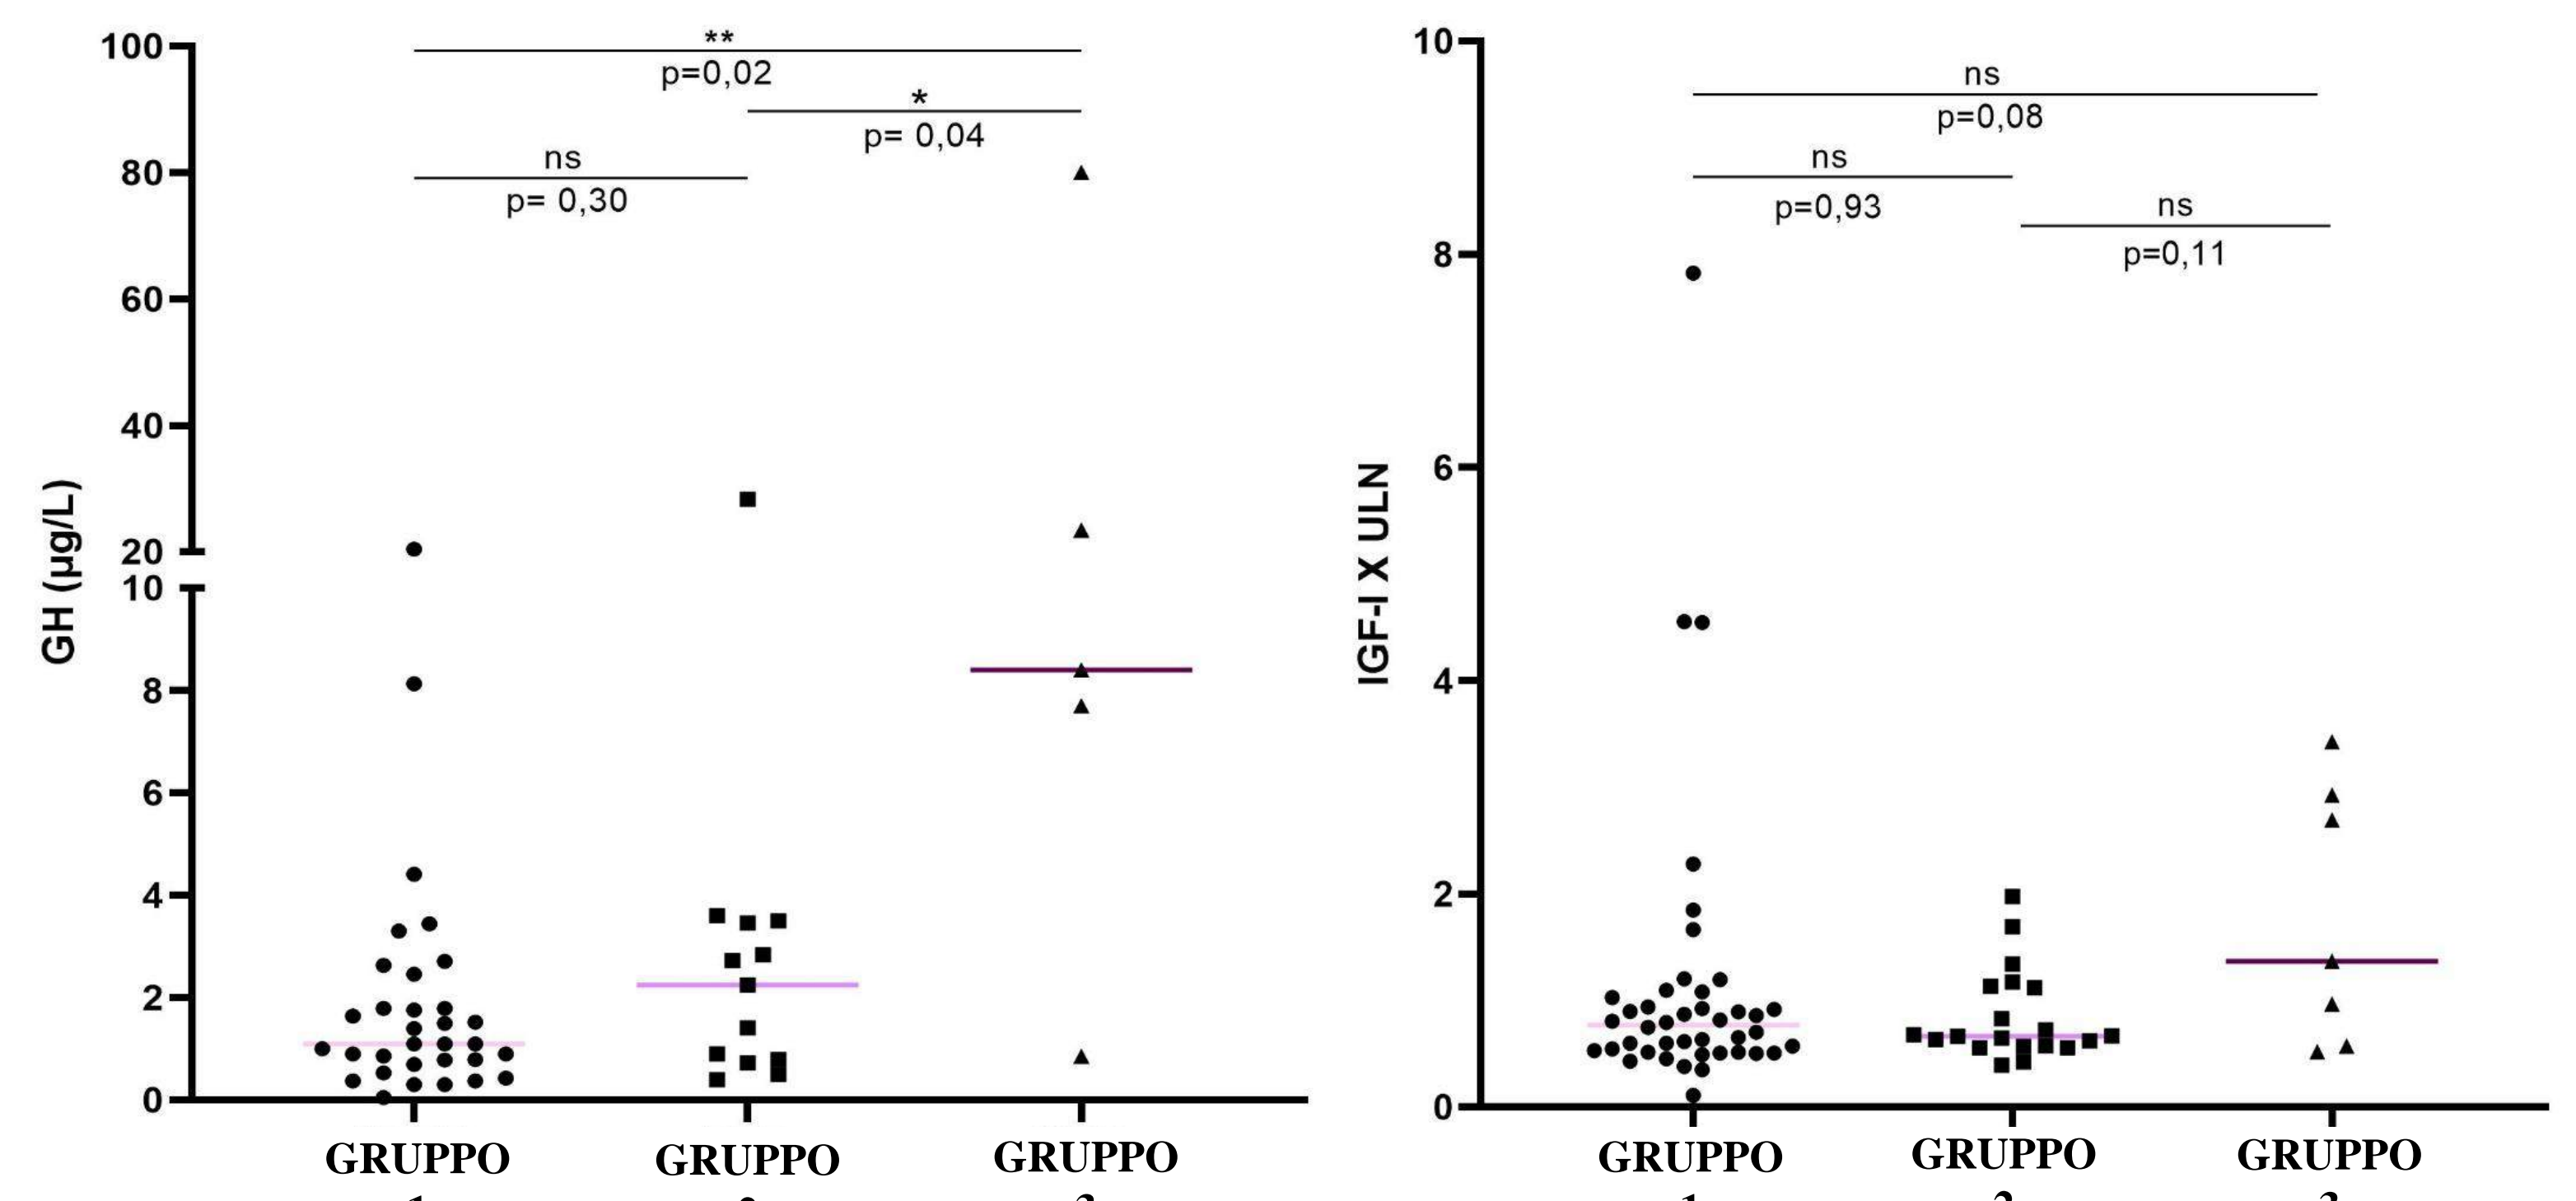 **
p=0,02
*
p= 0,04
ns
p= 0,30
100
80
60
40
20
10
8
6
4
2
0
GH (µg/L)
GRUPPO
GRUPPO
GRUPPO
ns
p=0,08
ns
p=0,93
ns
p=0,11
10
8
6
4
2
0
IGF-I X ULN
GRUPPO
GRUPPO
GRUPPO